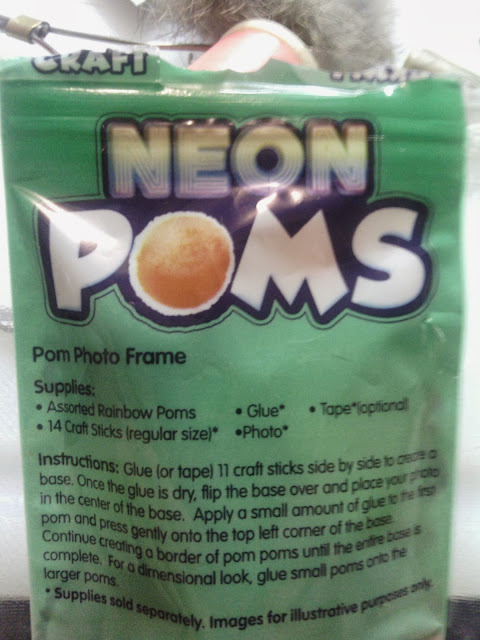 CRAFT
NEON
POMS
Pom Photo Frame
Supplies:
• Assorted Rainbow Poms • Glue* • Tape*(optional)
• 14 Craft Sticks (regular size)* •Photo*
Instructions: Glue (or tape) 11 craft sticks side by side to create a
base. Once the glue is dry, flip the base over and place your photo
in the center of the base. Apply a small amount of glue to the first
pom and press gently onto the top left corner of the base.
Continue creating a border of pom poms until the entire base is
complete. For a dimensional look, glue small poms onto the
larger poms.
* Supplies sold separately. Images for illustrative purposes only.